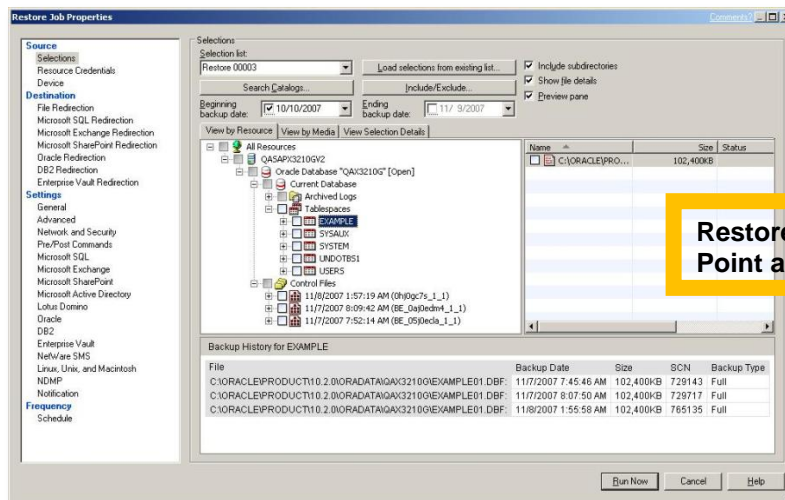 Restore Job Properties
Comments?
Source
Selections
Resource Credentials
Device
Destination
File Redirection
Microsoft SQL Redirection
Microsoft Exchange Redirection
Microsoft SharePoint Redirection
Oracle Redirection
DB2 Redirection
Enterprise Vault Redirection
Settings
General
Advanced
Network and Security
Pre/Post Commands
Microsoft SQL
Microsoft Exchange
Microsoft SharePoint
Microsoft Active Directory
Lotus Domino
Oracle
DB2
Enterprise Vault
NetWare SMS
Linux, Unix, and Macintosh
NDMP
Notification
Frequency
Schedule
Selections
Selection list:
Restore 00003
Load selections from existing list...
Search Catalogs...
Include/Exclude...
Include subdirectories
Show file details
Preview pane
Beginning backup date:
10/10/2007
Ending backup date:
11/ 9/2007
View by Resource
View by Media
View Selection Details
All Resources
QASAPX3210GV2
Oracle Database "QAX3210G" [Open]
Current Database
Archived Logs
Tablespaces
EXAMPLE
SYSAUX
SYSTEM
UNDOTBS1
USERS
Control Files
11/8/2007 1:57:19 AM (0hj0gc7s_1_1)
11/7/2007 8:09:42 AM (BE_0aj0edm4_1_1)
11/7/2007 7:52:14 AM (BE_05j0ecla_1_1)
Name Size Status
C:\ORACLE\PRO... 102,400KB
Restore
Point a
Backup History for EXAMPLE
File Backup Date Size SCN Backup Type
C:\ORACLE\PRODUCT\10.2.0\ORADATA\QAX3210G\EXAMPLE01.DBF: 11/7/2007 7:45:46 AM 102,400KB 729143 Full
C:\ORACLE\PRODUCT\10.2.0\ORADATA\QAX3210G\EXAMPLE01.DBF: 11/7/2007 8:07:50 AM 102,400KB 729717 Full
C:\ORACLE\PRODUCT\10.2.0\ORADATA\QAX3210G\EXAMPLE01.DBF: 11/8/2007 1:55:58 AM 102,400KB 765135 Full
Run Now
Cancel
Help